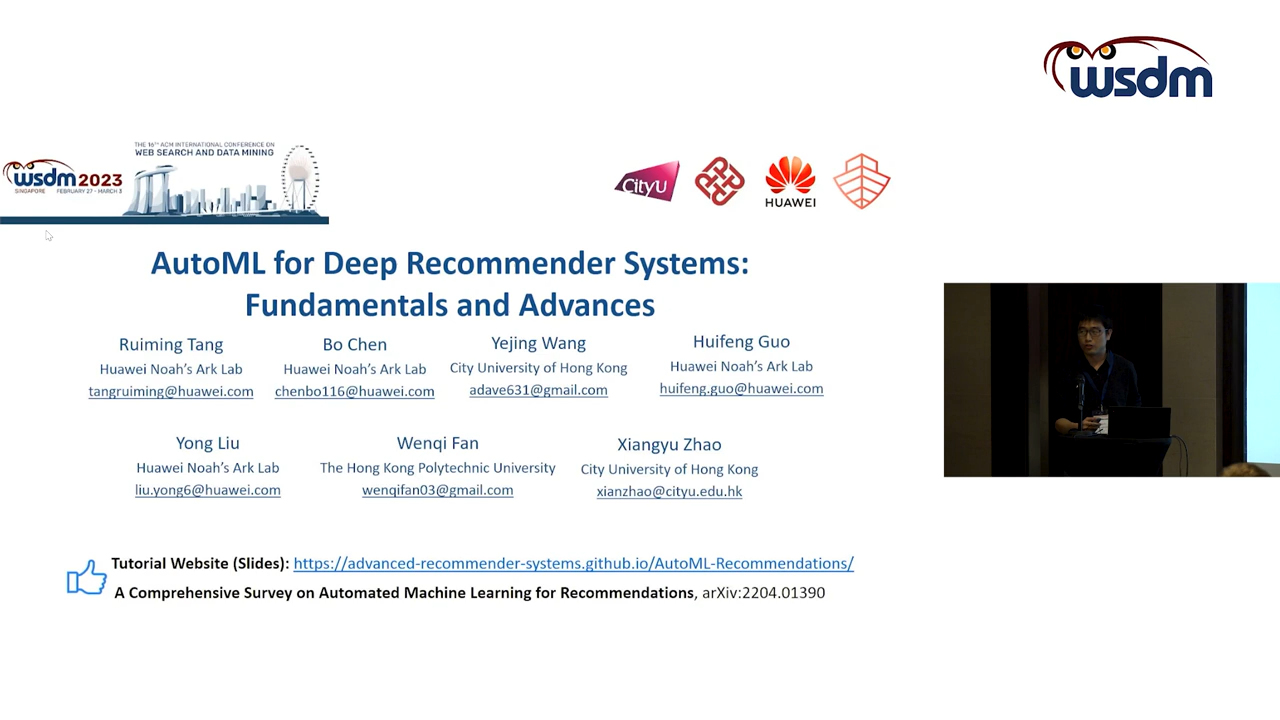 wsdm
THE 16TH ACM INTERNATIONAL CONFERENCE ON
WEB SEARCH AND DATA MINING
wsdm 2023
SINGAPORE FEBRUARY 27 - MARCH 3
CityU
HUAWEI
AutoML for Deep Recommender Systems:
Fundamentals and Advances
Ruiming Tang
Huawei Noah's Ark Lab
tangruiming@huawei.com
Bo Chen
Huawei Noah's Ark Lab
chenbo116@huawei.com
Yejing Wang
City University of Hong Kong
adave631@gmail.com
Huifeng Guo
Huawei Noah's Ark Lab
huifeng.guo@huawei.com
Yong Liu
Huawei Noah's Ark Lab
liu.yong6@huawei.com
Wenqi Fan
The Hong Kong Polytechnic University
wenqifan03@gmail.com
Xiangyu Zhao
City University of Hong Kong
xianzhao@cityu.edu.hk
Tutorial Website (Slides): https://advanced-recommender-systems.github.io/AutoML-Recommendations/
A Comprehensive Survey on Automated Machine Learning for Recommendations, arXiv:2204.01390